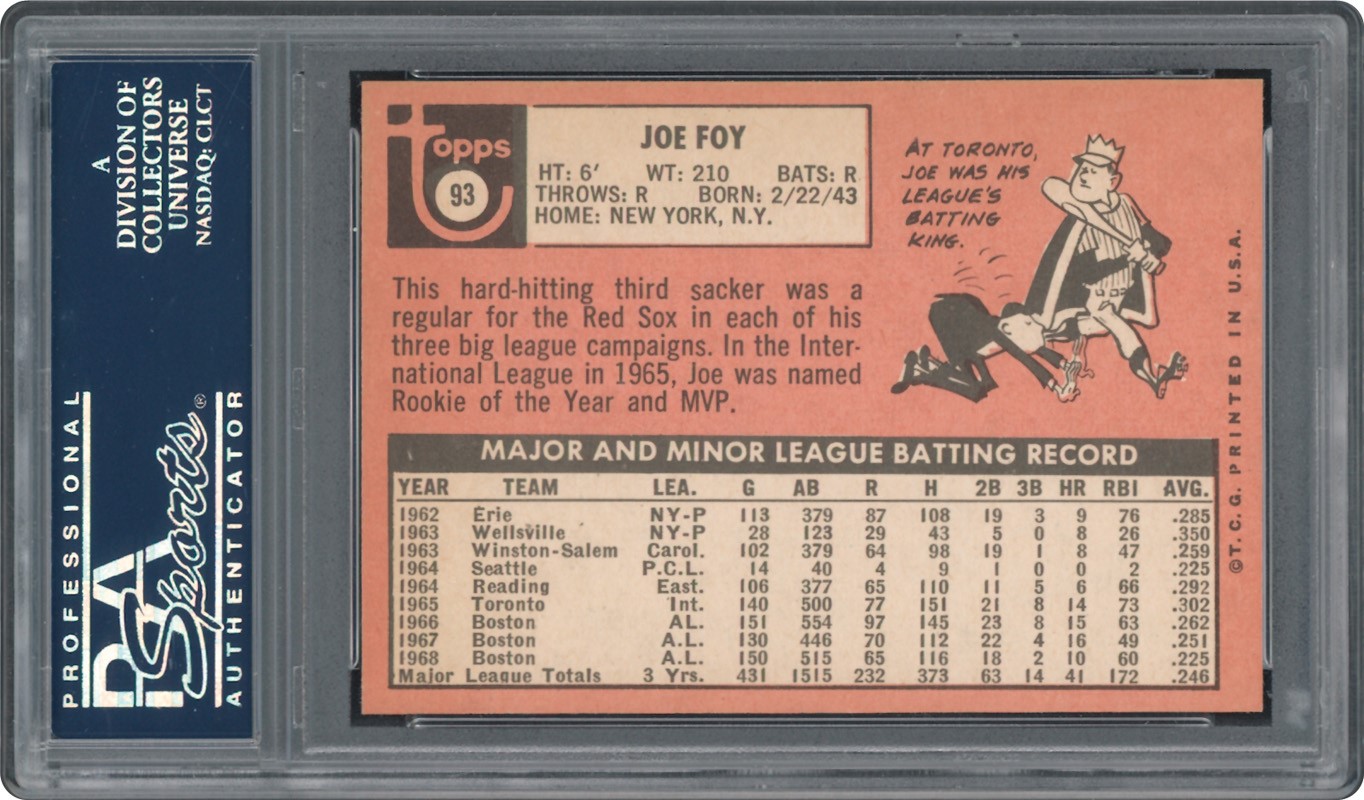 A
DIVISION OF
COLLECTORS
UNIVERSE
NASDAQ: CLCT
PROFESSIONAL
PSA
Sports®
AUTHENTICATOR
topps
93
JOE FOY
HT: 6' WT: 210 BATS: R
THROWS: R BORN: 2/22/43
HOME: NEW YORK, N.Y.
AT TORONTO,
JOE WAS HIS
LEAGUE'S
BATTING
KING.
This hard-hitting third sacker was a
regular for the Red Sox in each of his
three big league campaigns. In the Inter-
national League in 1965, Joe was named
Rookie of the Year and MVP.
MAJOR AND MINOR LEAGUE BATTING RECORD
YEAR TEAM LEA. G AB R H 2B 3B HR RBI AVG.
1962 Erie NY-P 113 379 87 108 19 3 9 76 .285
1963 Wellsville NY-P 28 123 29 43 5 0 8 26 .350
1963 Winston-Salem Carol. 102 379 64 98 19 1 8 47 .259
1964 Seattle P.C.L. 14 40 4 9 1 0 0 2 .225
1964 Reading East. 106 377 65 110 11 5 6 66 .292
1965 Toronto Int. 140 500 77 151 21 8 14 73 .302
1966 Boston AL. 151 554 97 145 23 8 15 63 .262
1967 Boston A.L. 130 446 70 112 22 4 16 49 .251
1968 Boston A.L. 150 515 65 116 18 2 10 60 .225
Major League Totals 3 Yrs. 431 1515 232 373 63 14 41 172 .246
©T. C. G. PRINTED IN U.S.A.